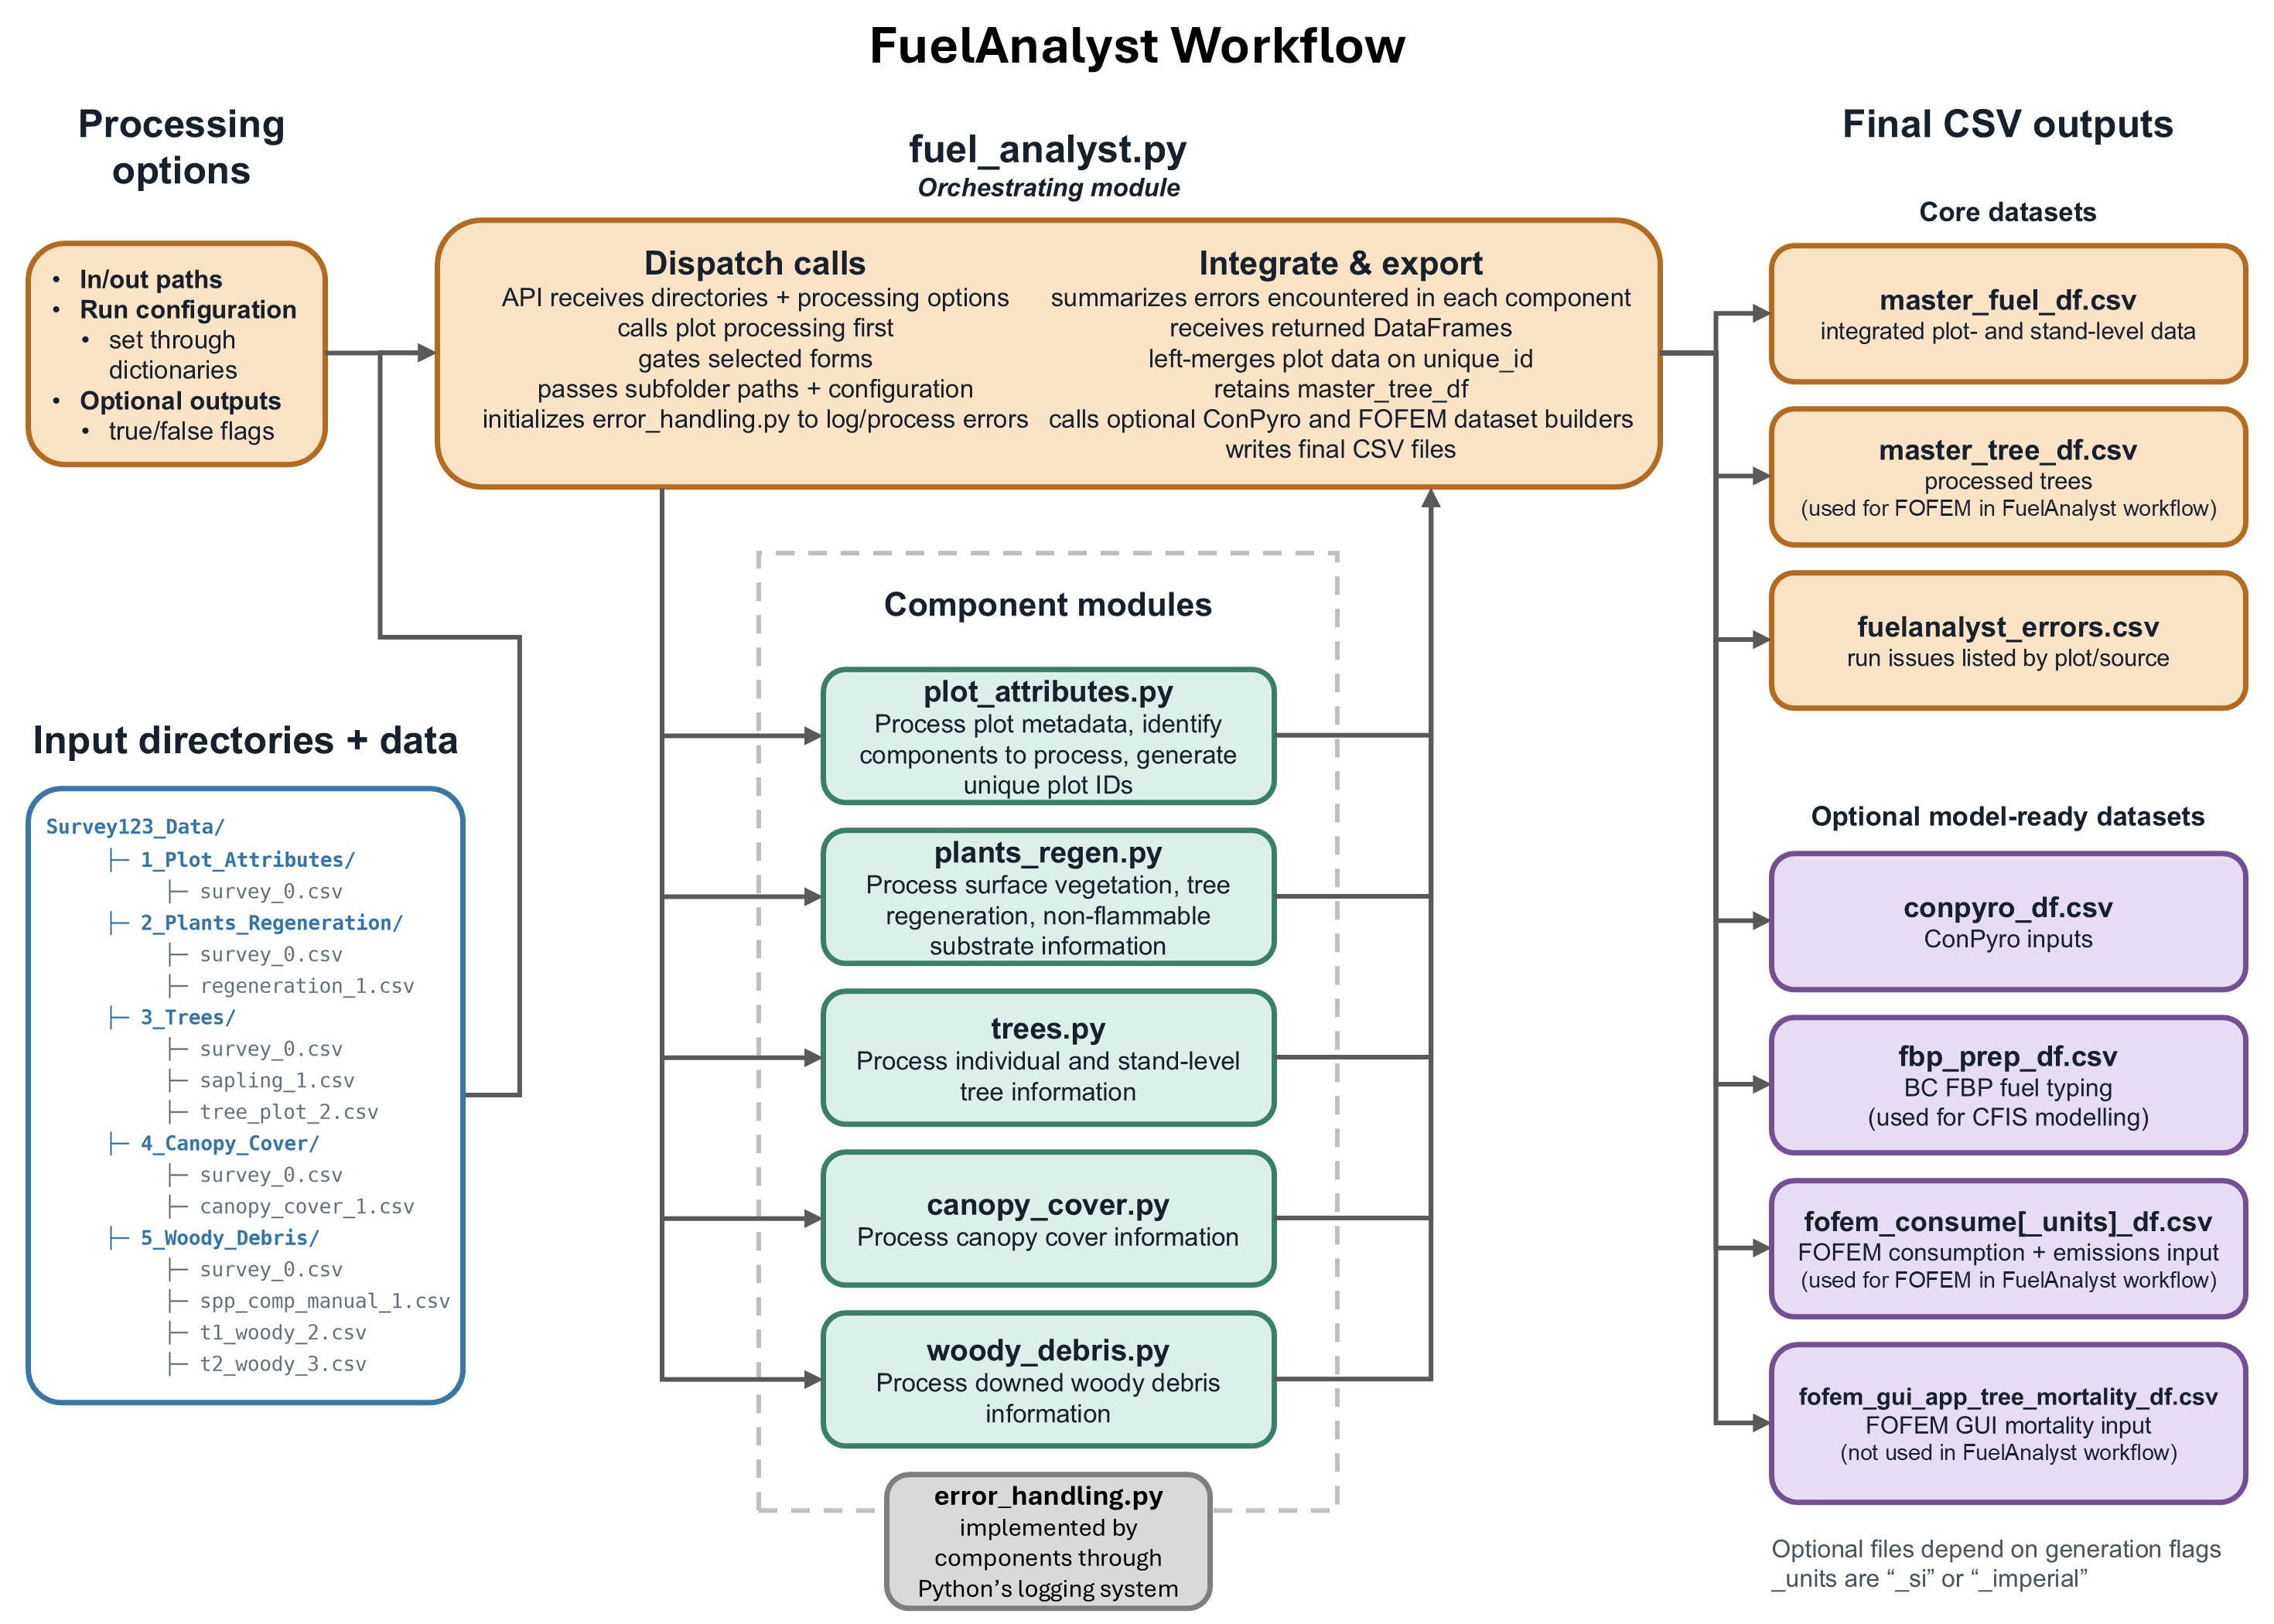 FuelAnalyst Workflow
Processing
options
• In/out paths
• Run configuration
• set through
dictionaries
• Optional outputs
• true/false flags
Input directories + data
Survey123_Data/
├─ 1_Plot_Attributes/
├─ survey_0.csv
├─ 2_Plants_Regeneration/
├─ survey_0.csv
├─ regeneration_1.csv
├─ 3_Trees/
├─ survey_0.csv
├─ sapling_1.csv
├─ tree_plot_2.csv
├─ 4_Canopy_Cover/
├─ survey_0.csv
├─ canopy_cover_1.csv
├─ 5_Woody_Debris/
├─ survey_0.csv
├─ spp_comp_manual_1.csv
├─ t1_woody_2.csv
├─ t2_woody_3.csv
fuel_analyst.py
Orchestrating module
Dispatch calls
API receives directories + processing options
calls plot processing first
gates selected forms
passes subfolder paths + configuration
initializes error_handling.py to log/process errors
Integrate & export
summarizes errors encountered in each component
receives returned DataFrames
left-merges plot data on unique_id
retains master_tree_df
calls optional ConPyro and FOFEM dataset builders
writes final CSV files
Component modules
plot_attributes.py
Process plot metadata, identify
components to process, generate
unique plot IDs
plants_regen.py
Process surface vegetation, tree
regeneration, non-flammable
substrate information
trees.py
Process individual and stand-level
tree information
canopy_cover.py
Process canopy cover information
woody_debris.py
Process downed woody debris
information
error_handling.py
implemented by
components through
Python’s logging system
Final CSV outputs
Core datasets
master_fuel_df.csv
integrated plot- and stand-level data
master_tree_df.csv
processed trees
(used for FOFEM in FuelAnalyst workflow)
fuelanalyst_errors.csv
run issues listed by plot/source
Optional model-ready datasets
conpyro_df.csv
ConPyro inputs
fbp_prep_df.csv
BC FBP fuel typing
(used for CFIS modelling)
fofem_consume[_units]_df.csv
FOFEM consumption + emissions input
(used for FOFEM in FuelAnalyst workflow)
fofem_gui_app_tree_mortality_df.csv
FOFEM GUI mortality input
(not used in FuelAnalyst workflow)
Optional files depend on generation flags
_units are “_si” or “_imperial”